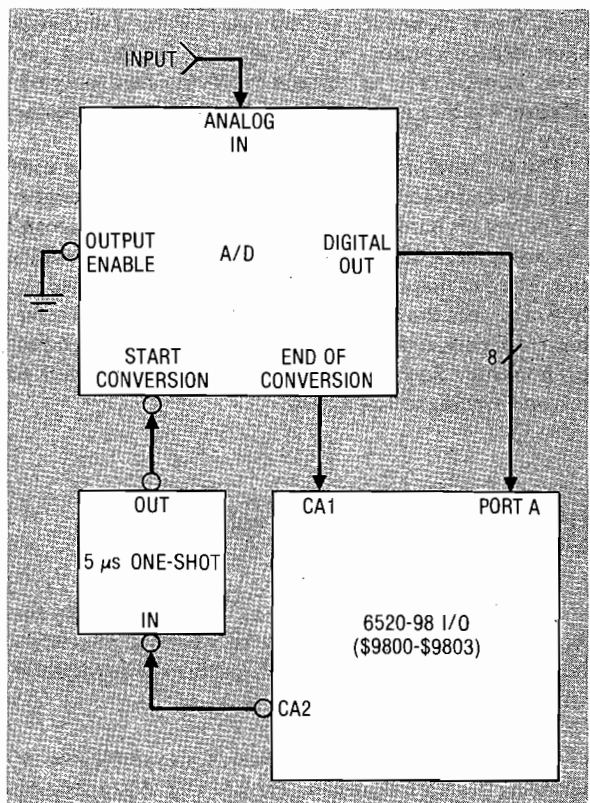 INPUT
ANALOG
IN
OUTPUT
ENABLE
A/D
DIGITAL
OUT
START
CONVERSION
END OF
CONVERSION
8
OUT
5 μs ONE-SHOT
IN
CA1
PORT A
6520-98 I/O
($9800-$9803)
CA2